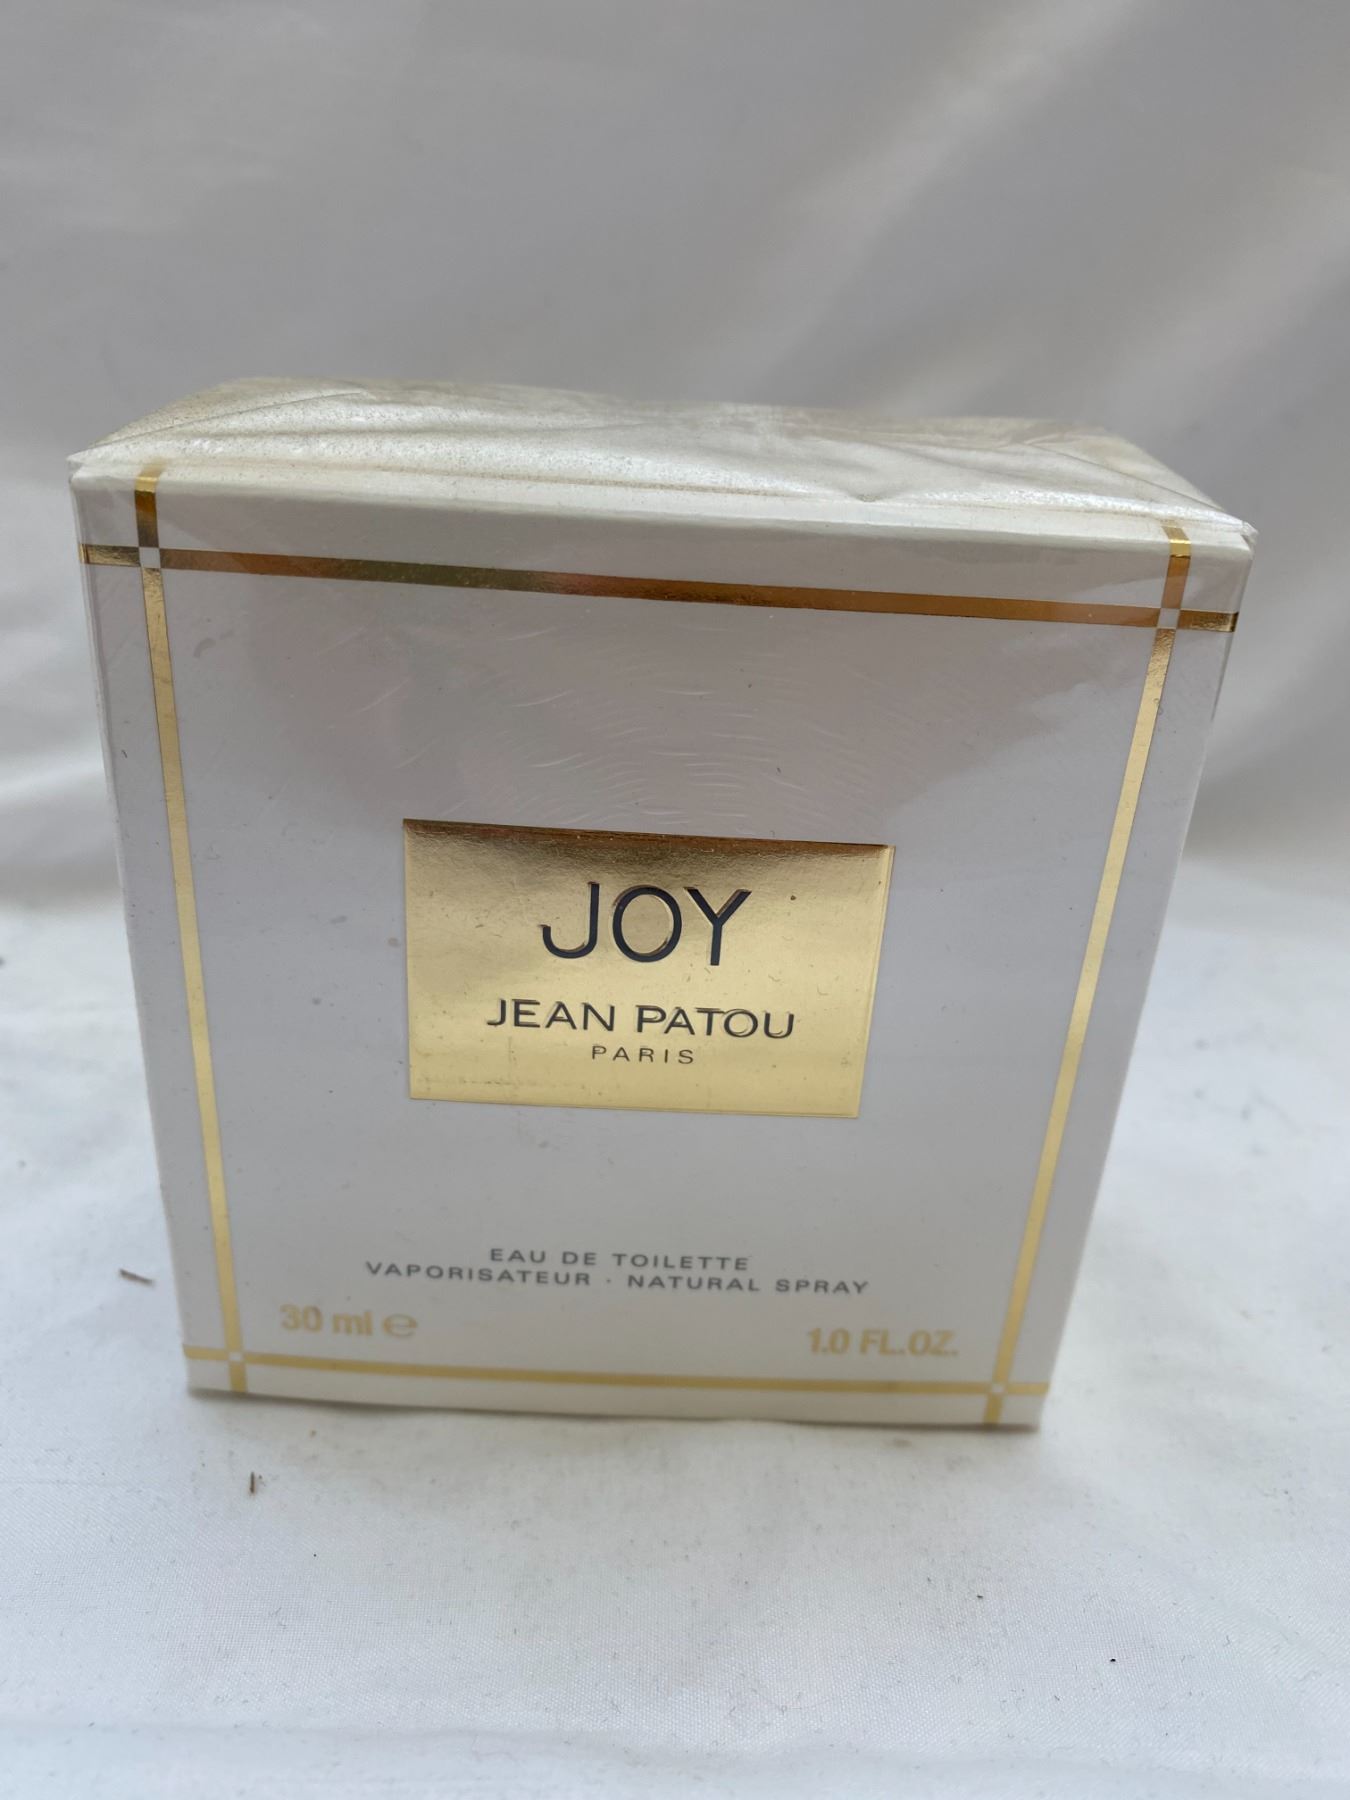 JOY
JEAN PATOU
PARIS
EAU DE TOILETTE
VAPORISATEUR · NATURAL SPRAY
30 ml ℮
1.0 FL.OZ.